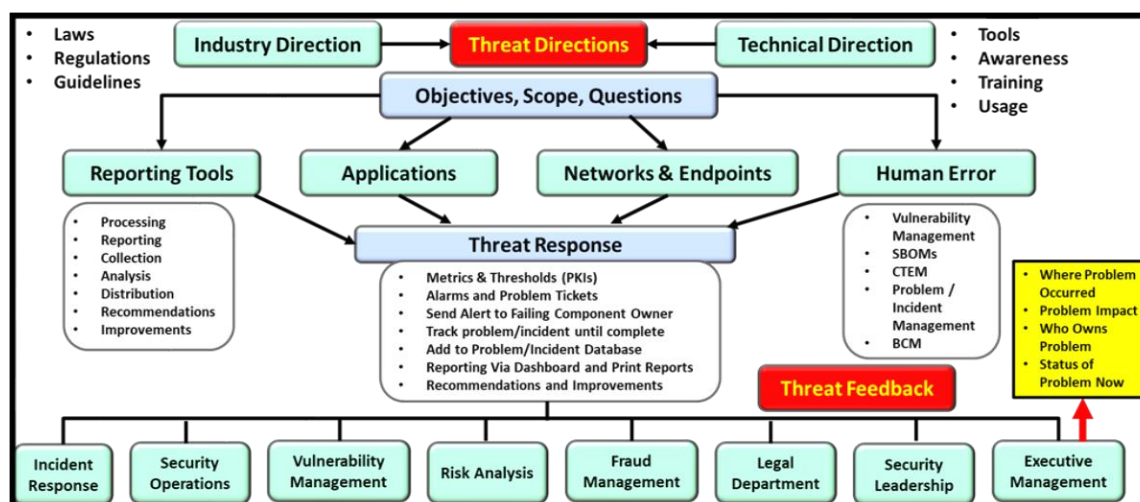 • Laws
• Regulations
• Guidelines
Industry Direction
Threat Directions
Technical Direction
• Tools
• Awareness
• Training
• Usage
Objectives, Scope, Questions
Reporting Tools
Applications
Networks & Endpoints
Human Error
• Processing
• Reporting
• Collection
• Analysis
• Distribution
• Recommendations
• Improvements
Threat Response
• Metrics & Thresholds (PKIs)
• Alarms and Problem Tickets
• Send Alert to Failing Component Owner
• Track problem/incident until complete
• Add to Problem/Incident Database
• Reporting Via Dashboard and Print Reports
• Recommendations and Improvements
• Vulnerability
Management
• SBOMs
• CTEM
• Problem /
Incident
Management
• BCM
• Where Problem
Occurred
• Problem Impact
• Who Owns
Problem
• Status of
Problem Now
Threat Feedback
Incident
Response
Security
Operations
Vulnerability
Management
Risk Analysis
Fraud
Management
Legal
Department
Security
Leadership
Executive
Management